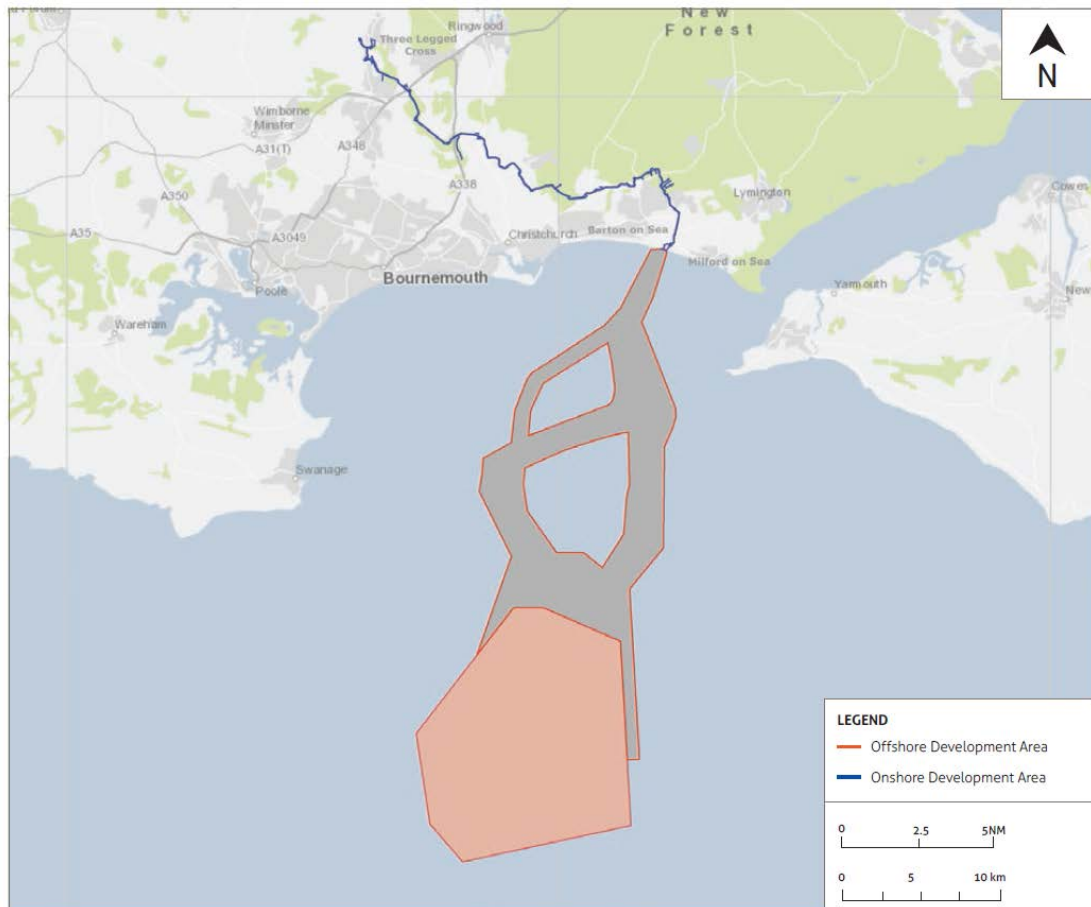 New
Forest
Ringwood
Three Legged
Cross
N
Wimborne
Minster
A31(T)
A348
A350
A338
Lymington
Cowes
A35
A3049
Christchurch
Barton on Sea
Milford on Sea
Bournemouth
Poole
Yarmouth
New
Wareham
Swanage
LEGEND
Offshore Development Area
Onshore Development Area
0 2.5 5NM
0 5 10 km